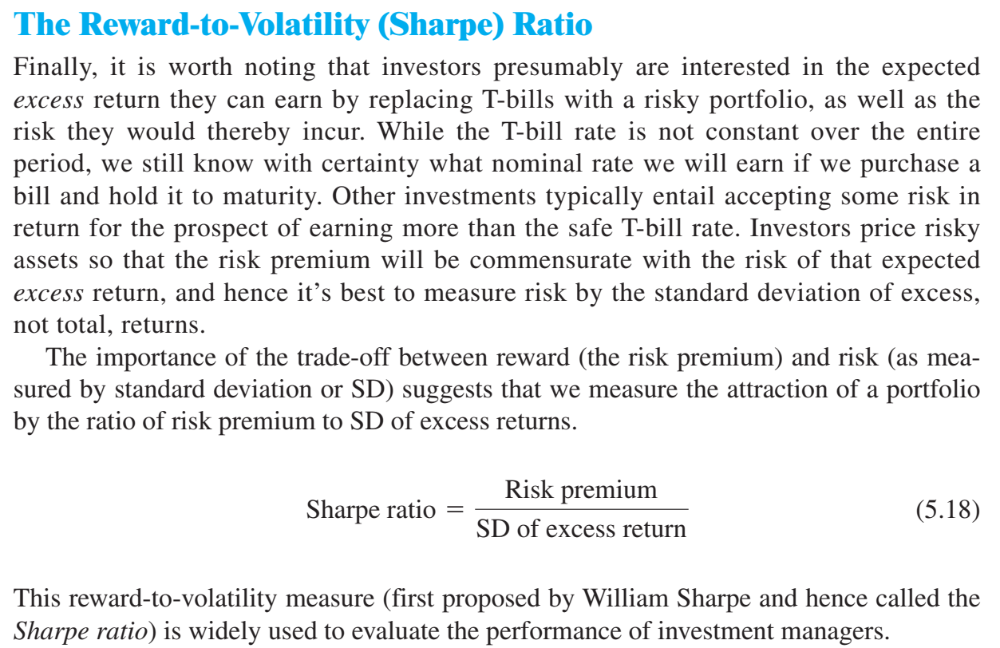 The Reward-to-Volatility (Sharpe) Ratio
Finally, it is worth noting that investors presumably are interested in the expected
excess return they can earn by replacing T-bills with a risky portfolio, as well as the
risk they would thereby incur. While the T-bill rate is not constant over the entire
period, we still know with certainty what nominal rate we will earn if we purchase a
bill and hold it to maturity. Other investments typically entail accepting some risk in
return for the prospect of earning more than the safe T-bill rate. Investors price risky
assets so that the risk premium will be commensurate with the risk of that expected
excess return, and hence it’s best to measure risk by the standard deviation of excess,
not total, returns.
The importance of the trade-off between reward (the risk premium) and risk (as mea-
sured by standard deviation or SD) suggests that we measure the attraction of a portfolio
by the ratio of risk premium to SD of excess returns.
Risk premium
Sharpe ratio = (5.18)
SD of excess return
This reward-to-volatility measure (first proposed by William Sharpe and hence called the
Sharpe ratio) is widely used to evaluate the performance of investment managers.